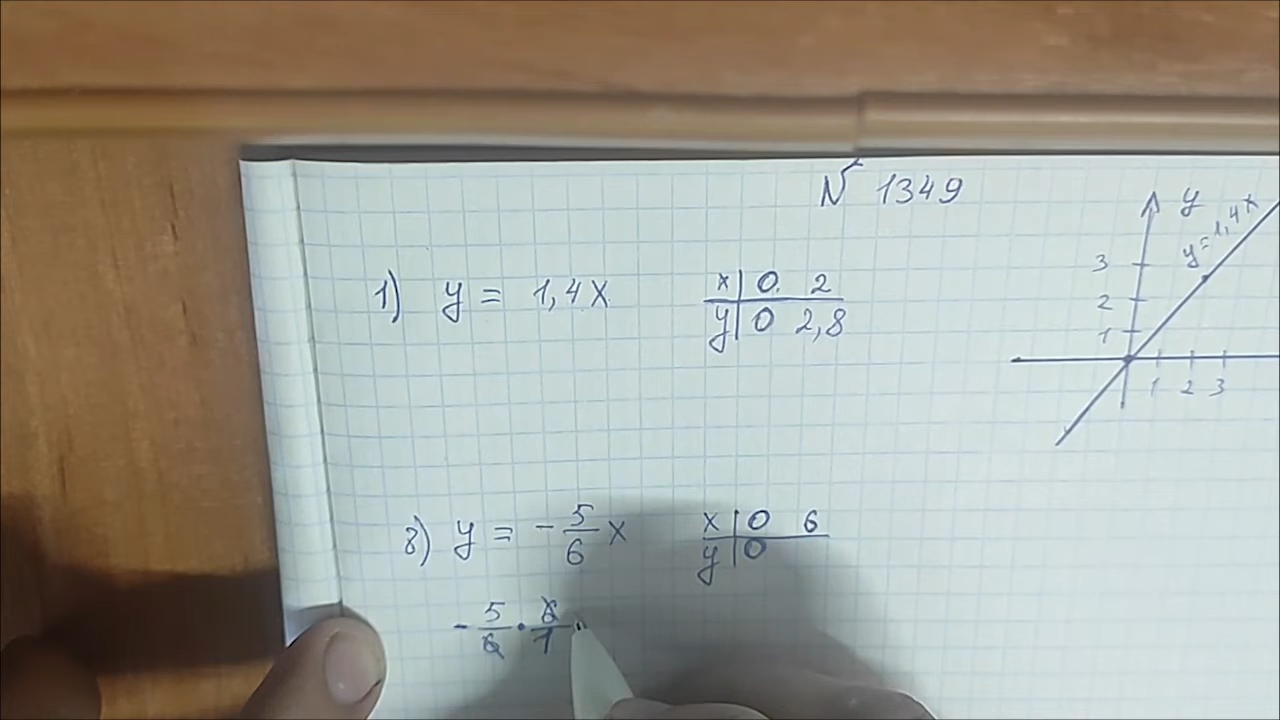 № 1349
1) y = 1,4x
x | 0 2
y | 0 2,8
y
y = 1,4x
3
2
1
1 2 3
8) y = - 5/6 x
x | 0 6
y | 0
- 5/6 · 6/1